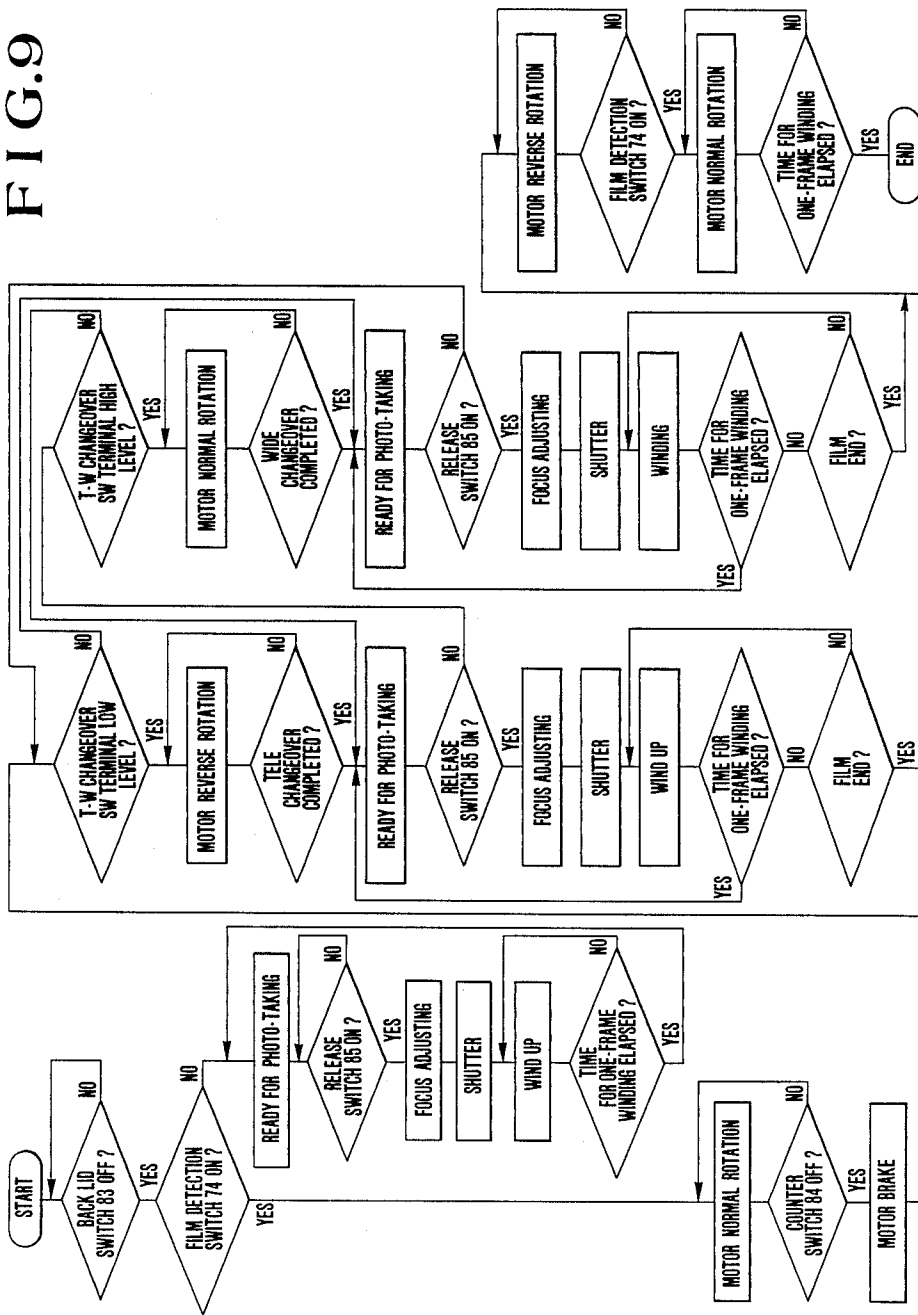 FIG.9
START
BACK LID
SWITCH 83 OFF ?
NO
YES
FILM DETECTION
SWITCH 74 ON ?
NO
YES
READY FOR PHOTO-TAKING
RELEASE
SWITCH 85 ON ?
NO
YES
FOCUS ADJUSTING
SHUTTER
WIND UP
TIME
FOR ONE-FRAME
WINDING ELAPSED ?
NO
YES
MOTOR NORMAL ROTATION
COUNTER
SWITCH 84 OFF ?
NO
YES
MOTOR BRAKE
T-W CHANGEOVER
SW TERMINAL LOW
LEVEL ?
NO
YES
MOTOR REVERSE ROTATION
TELE
CHANGEOVER
COMPLETED ?
NO
YES
READY FOR PHOTO-TAKING
RELEASE
SWITCH 85 ON ?
NO
YES
FOCUS ADJUSTING
SHUTTER
WIND UP
TIME FOR
ONE-FRAME WINDING
ELAPSED ?
YES
NO
FILM
END ?
NO
YES
T-W CHANGEOVER
SW TERMINAL HIGH
LEVEL ?
NO
YES
MOTOR NORMAL ROTATION
WIDE
CHANGEOVER
COMPLETED ?
NO
YES
READY FOR PHOTO-TAKING
RELEASE
SWITCH 85 ON ?
NO
YES
FOCUS ADJUSTING
SHUTTER
WINDING
TIME FOR
ONE-FRAME WINDING
ELAPSED ?
YES
NO
FILM
END ?
NO
YES
MOTOR REVERSE ROTATION
FILM DETECTION
SWITCH 74 ON ?
NO
YES
MOTOR NORMAL ROTATION
TIME FOR
ONE-FRAME WINDING
ELAPSED ?
NO
YES
END